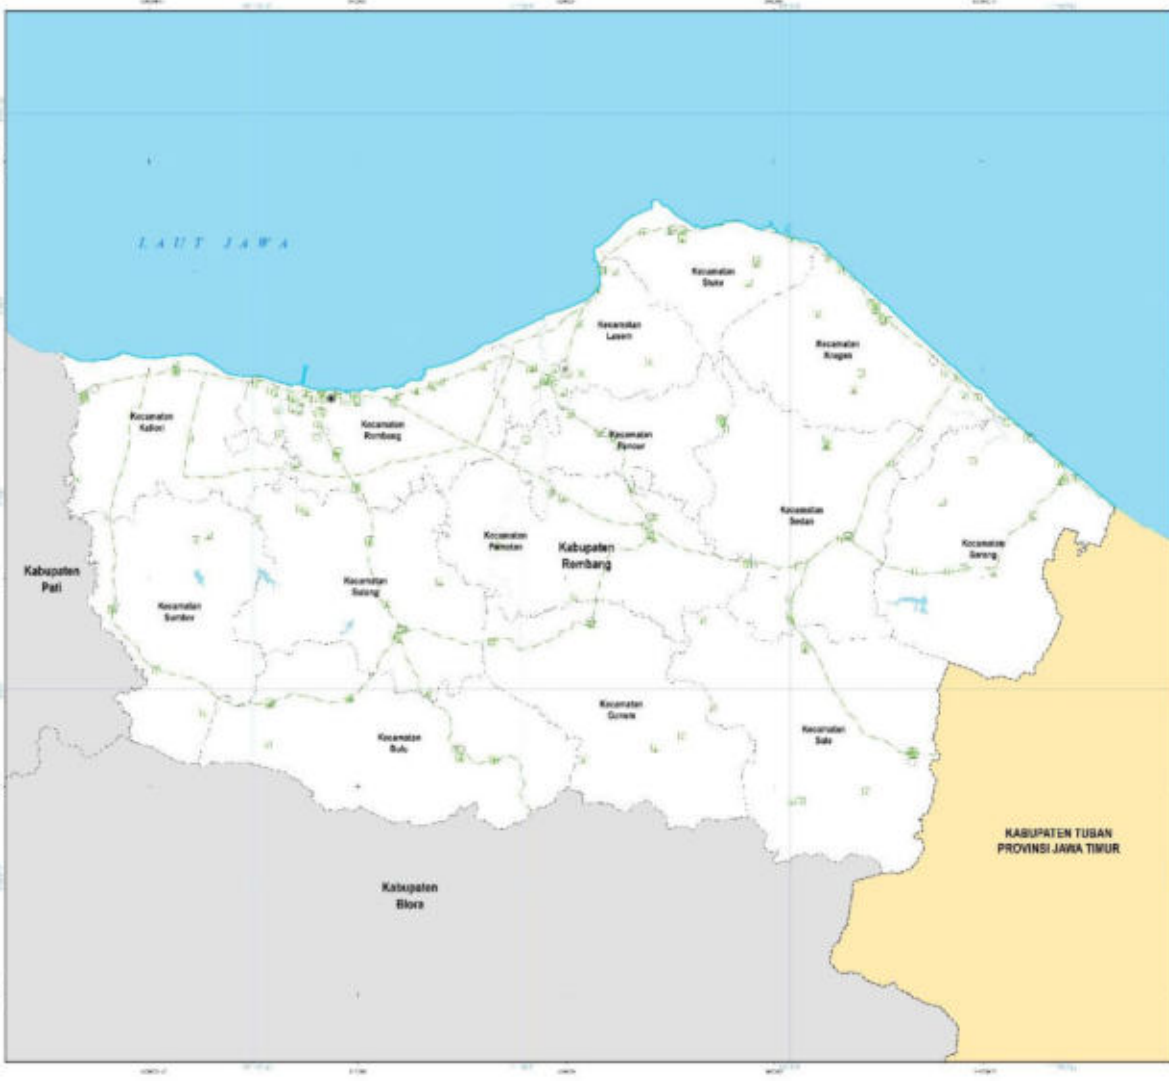 LAUT JAWA
Kecamatan
Sluke
Kecamatan
Lasem
Kecamatan
Kragan
Kecamatan
Kaliori
Kecamatan
Rembang
Kecamatan
Pancur
Kecamatan
Sedan
Kecamatan
Pamotan
Kabupaten
Rembang
Kecamatan
Sarang
Kabupaten
Pati
Kecamatan
Sulang
Kecamatan
Sumber
Kecamatan
Gunem
Kecamatan
Bulu
Kecamatan
Sale
KABUPATEN TUBAN
PROVINSI JAWA TIMUR
Kabupaten
Blora